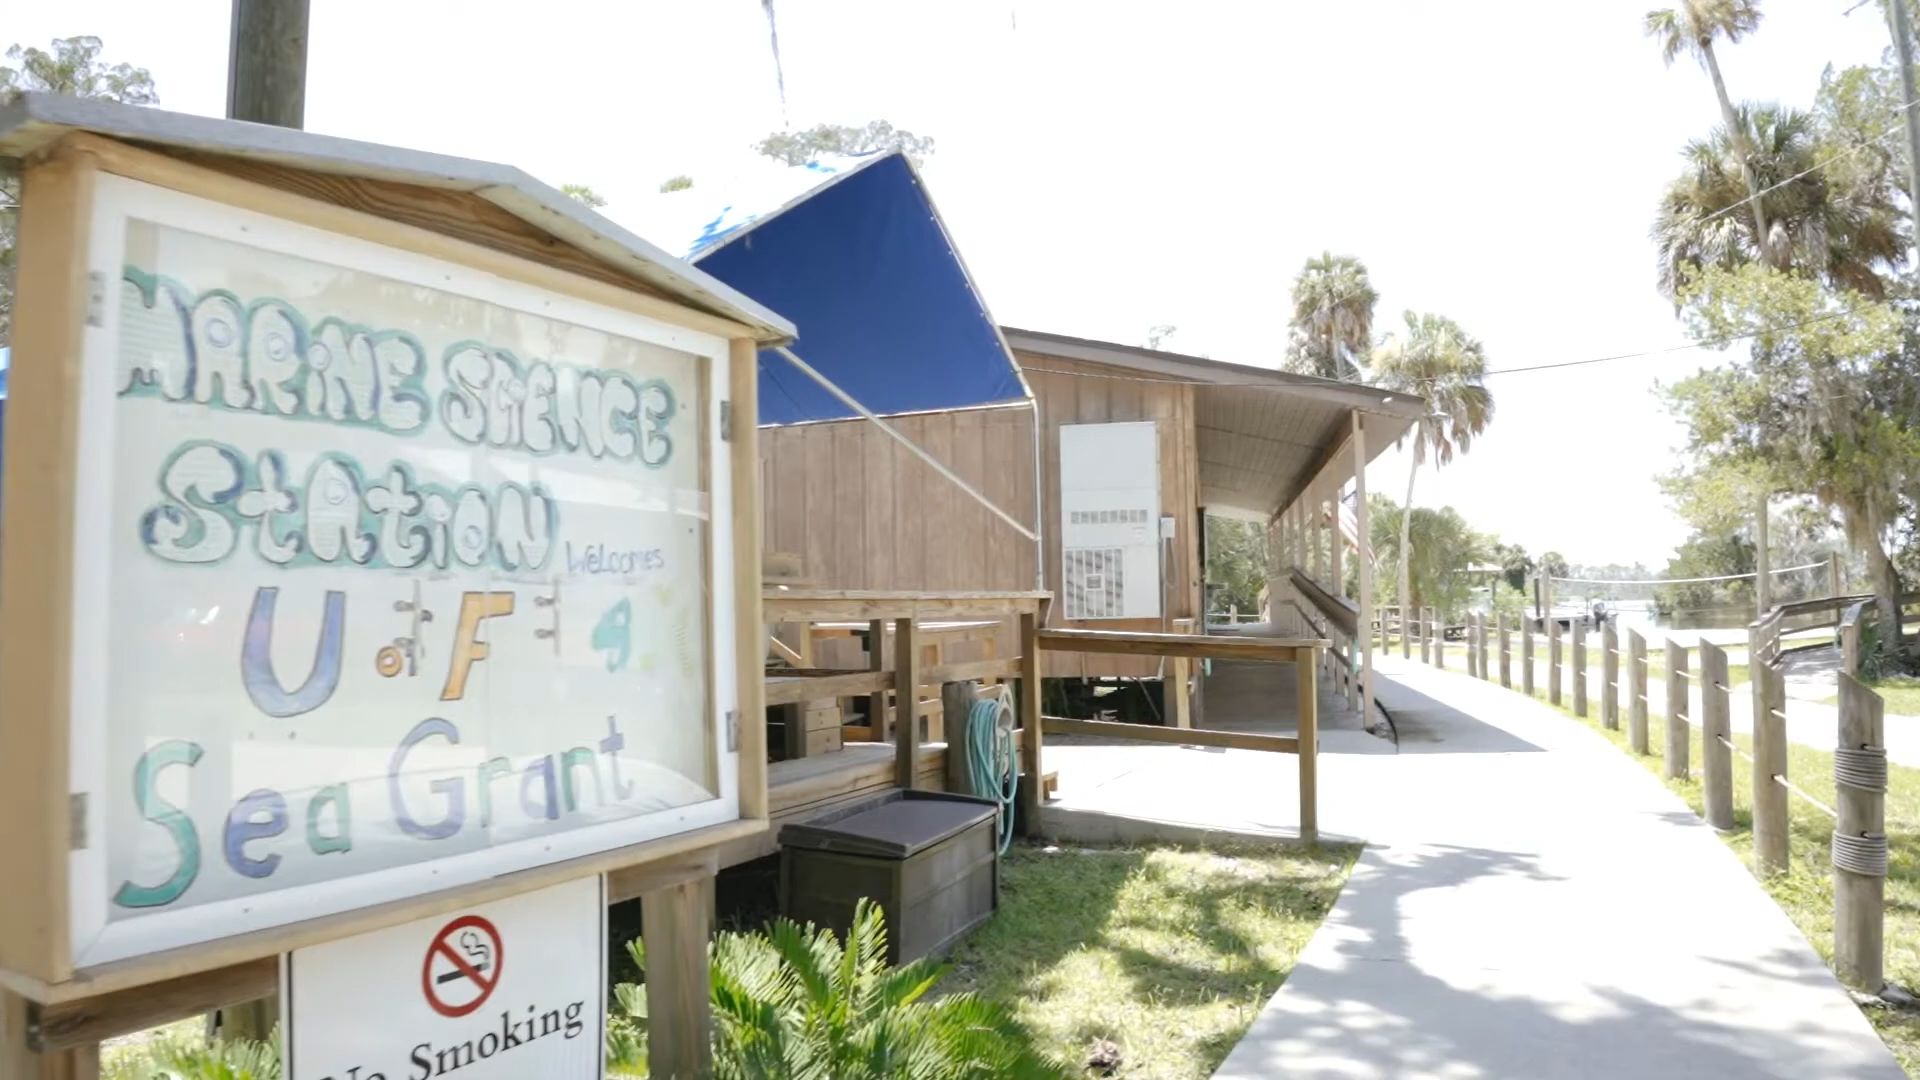 MARINE SCIENCE
StAtioN Welcomes
U of F &
Sea Grant
No Smoking